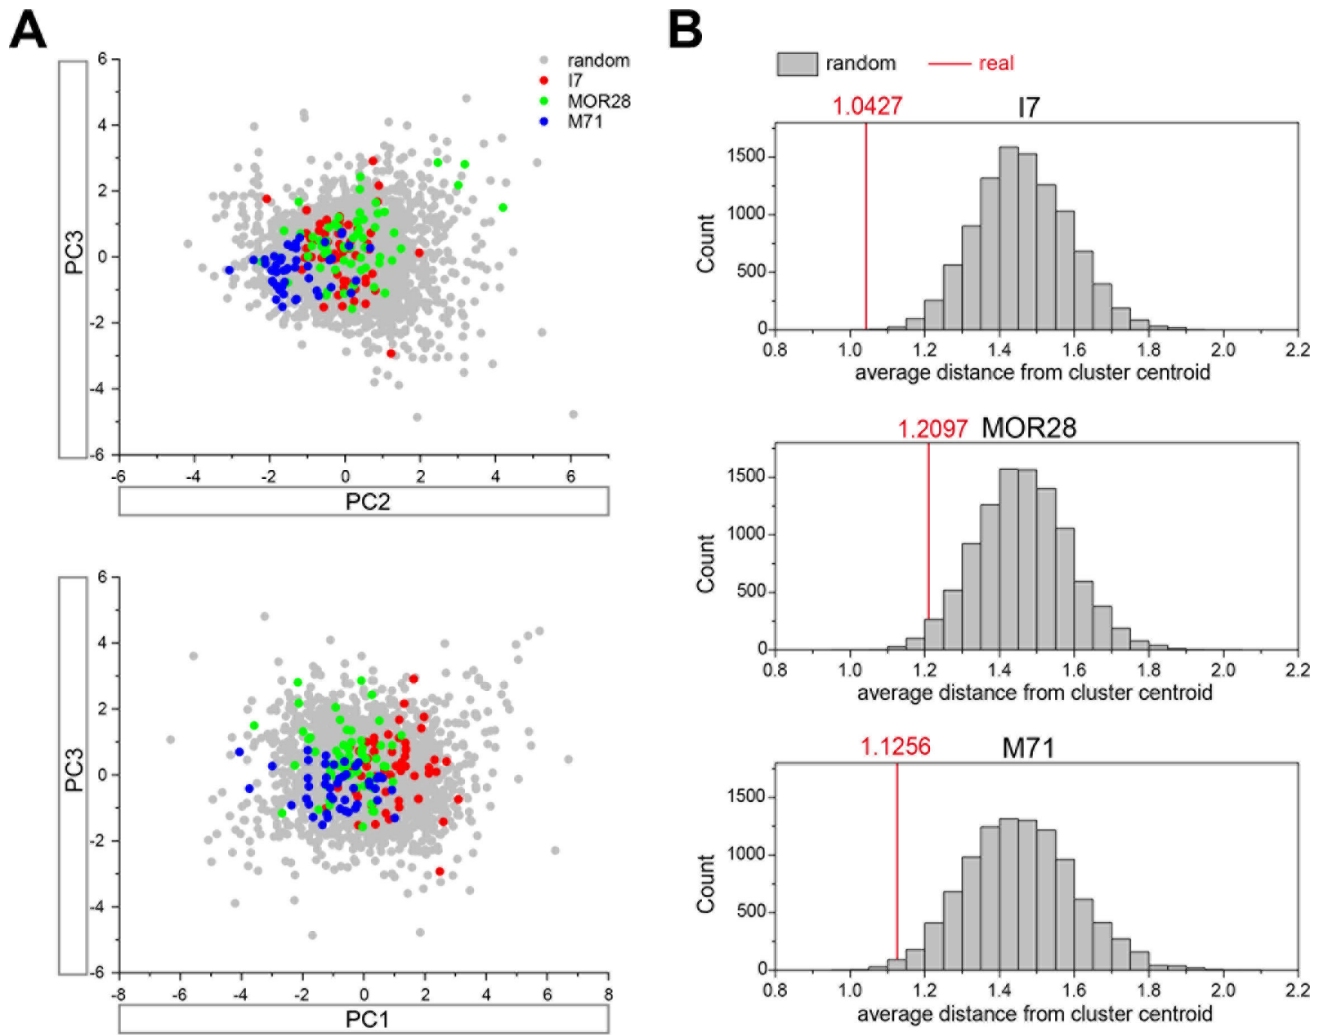 A
6
4
2
0
-2
-4
-6
PC3
-6
-4
-2
0
2
4
6
PC2
random
I7
MOR28
M71
6
4
2
0
-2
-4
-6
PC3
-8
-6
-4
-2
0
2
4
6
8
PC1
B
random
real
1.0427
I7
1500
1000
500
0
Count
0.8 1.0 1.2 1.4 1.6 1.8 2.0 2.2
average distance from cluster centroid
1.2097 MOR28
1500
1000
500
0
Count
0.8 1.0 1.2 1.4 1.6 1.8 2.0 2.2
average distance from cluster centroid
1.1256
M71
1500
1000
500
0
Count
0.8 1.0 1.2 1.4 1.6 1.8 2.0 2.2
average distance from cluster centroid